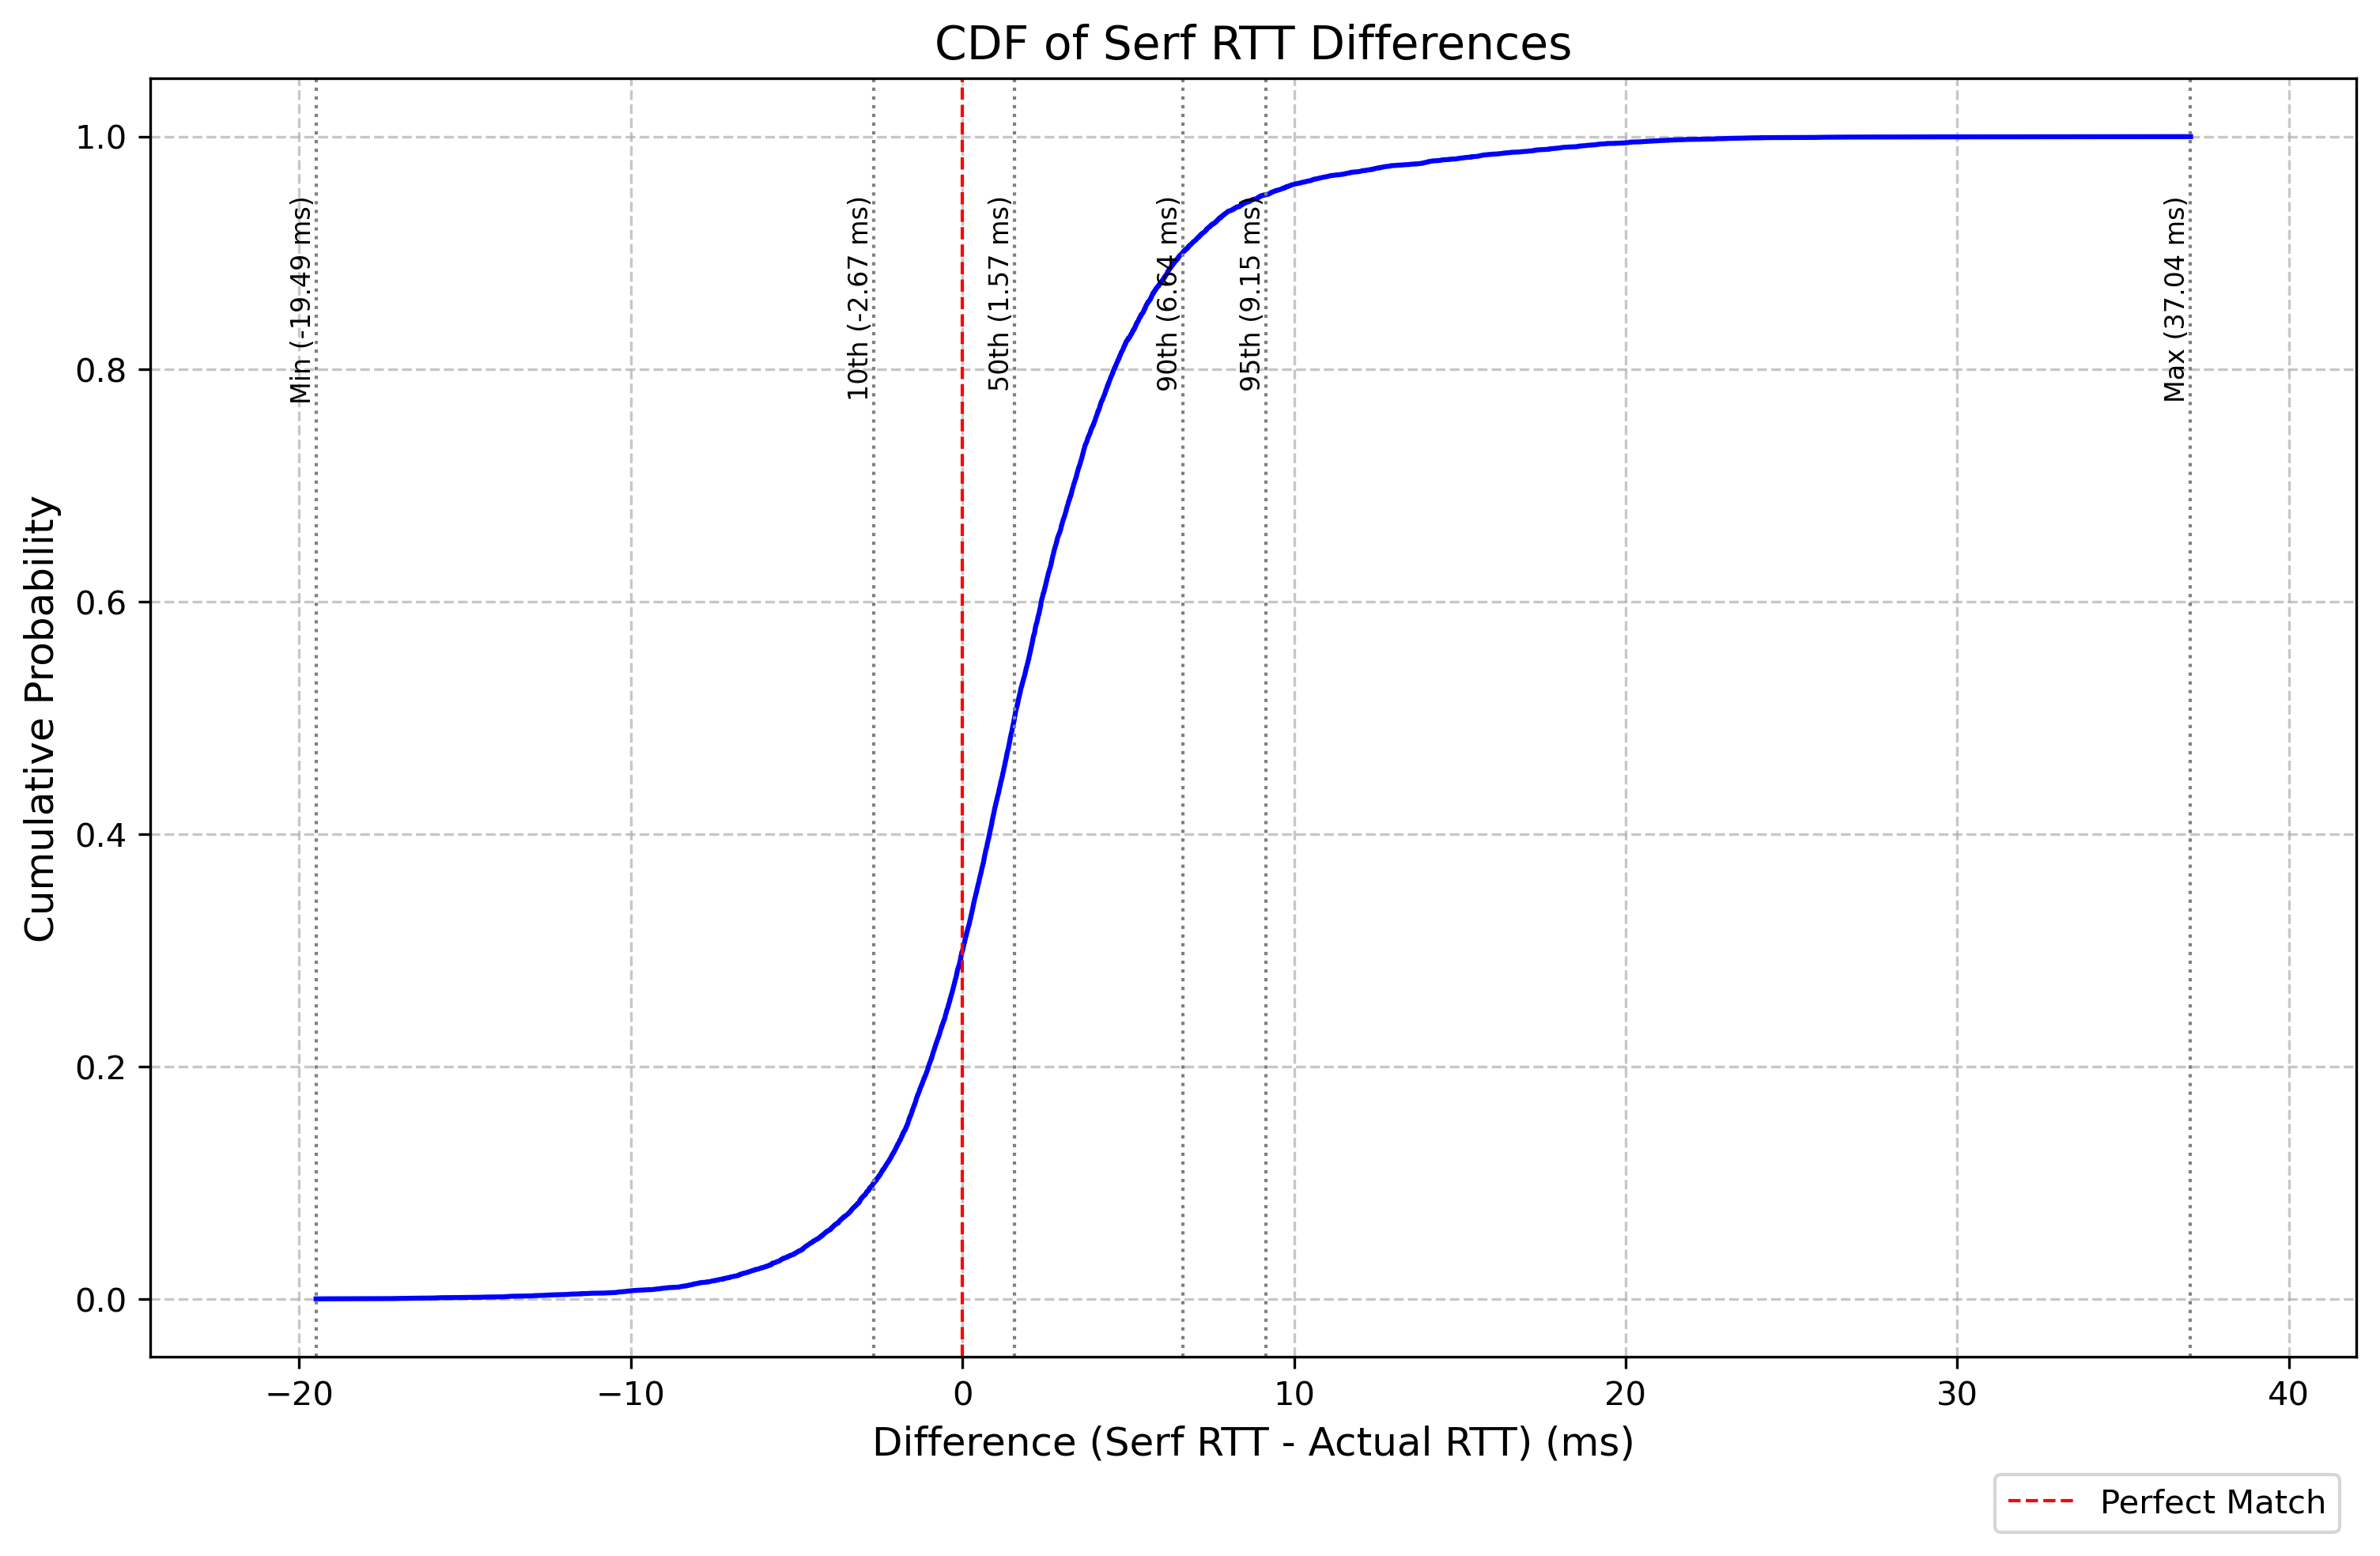 CDF of Serf RTT Differences
Cumulative Probability
1.0
0.8
0.6
0.4
0.2
0.0
Min (-19.49 ms)
10th (-2.67 ms)
50th (1.57 ms)
90th (6.64 ms)
95th (9.15 ms)
Max (37.04 ms)
−20
−10
0
10
20
30
40
Difference (Serf RTT - Actual RTT) (ms)
Perfect Match